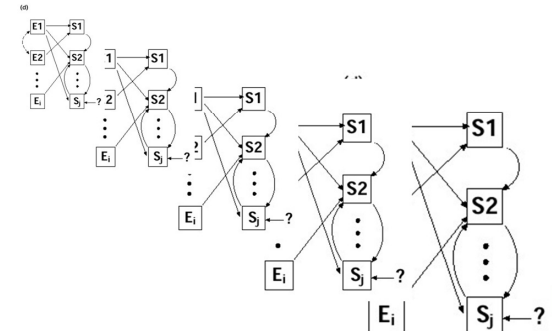 (d)
E1 S1
E2 S2
Ei Sj ?
1 S1
2 S2
Ei Sj ?
S1
S2
Ei Sj ?
S1
S2
Ei Sj ?
S1
S2
Ei Sj ?